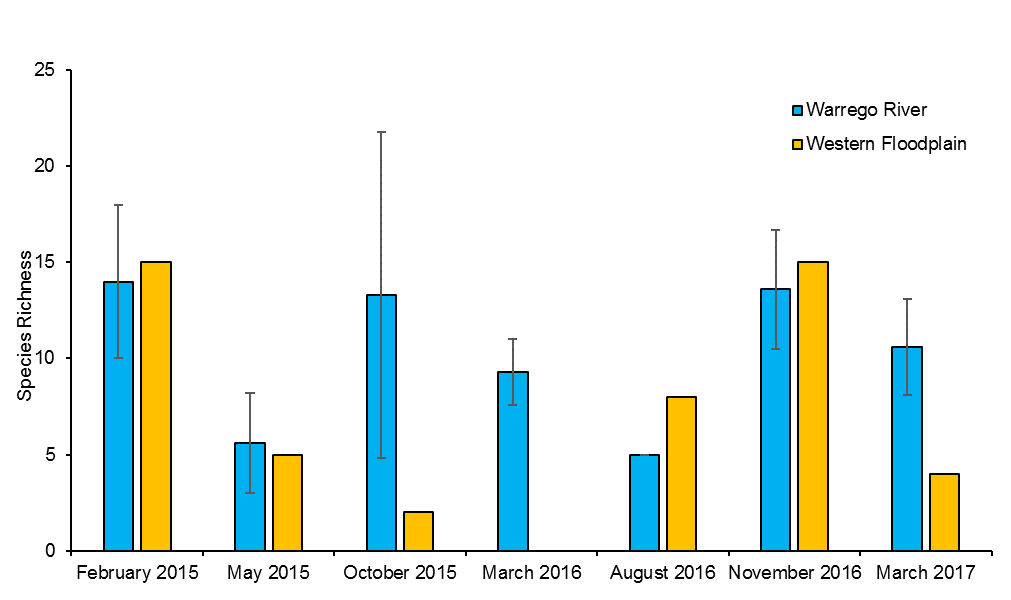 25
20
15
10
5
0
Species Richness
Warrego River
Western Floodplain
February 2015 May 2015 October 2015 March 2016 August 2016 November 2016 March 2017